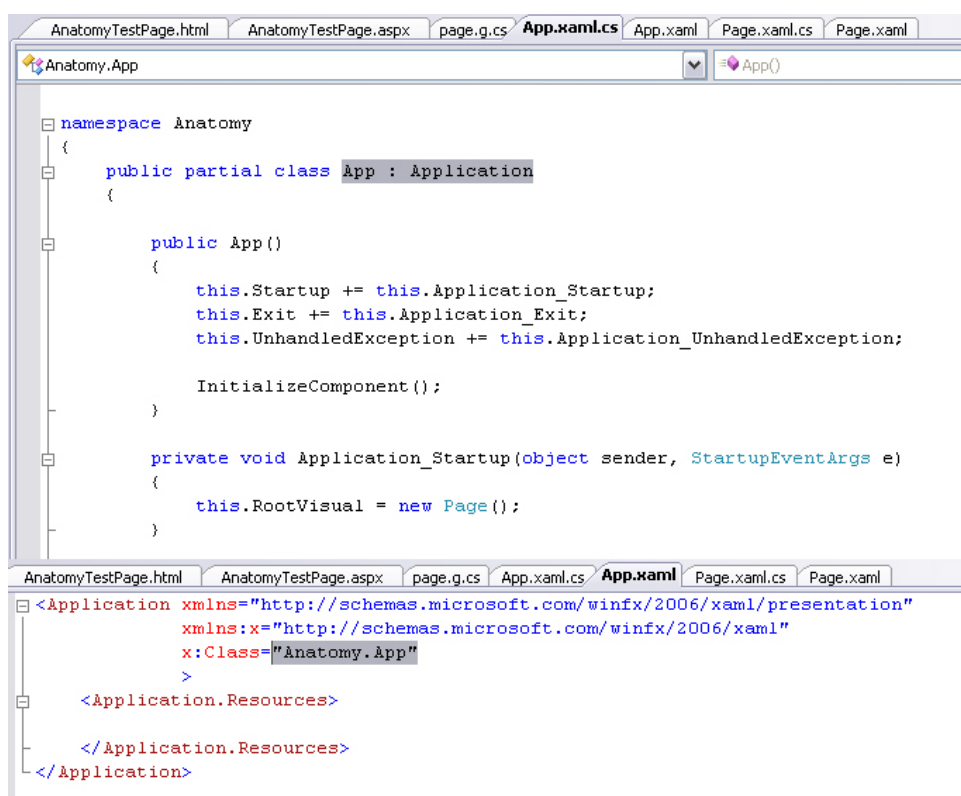 AnatomyTestPage.html AnatomyTestPage.aspx page.g.cs App.xaml.cs App.xaml Page.xaml.cs Page.xaml
Anatomy.App App()
namespace Anatomy
{
public partial class App : Application
{
public App()
{
this.Startup += this.Application_Startup;
this.Exit += this.Application_Exit;
this.UnhandledException += this.Application_UnhandledException;
InitializeComponent();
}
private void Application_Startup(object sender, StartupEventArgs e)
{
this.RootVisual = new Page();
}
AnatomyTestPage.html AnatomyTestPage.aspx page.g.cs App.xaml.cs App.xaml Page.xaml.cs Page.xaml
<Application xmlns="http://schemas.microsoft.com/winfx/2006/xaml/presentation"
xmlns:x="http://schemas.microsoft.com/winfx/2006/xaml"
x:Class="Anatomy.App"
>
<Application.Resources>
</Application.Resources>
</Application>